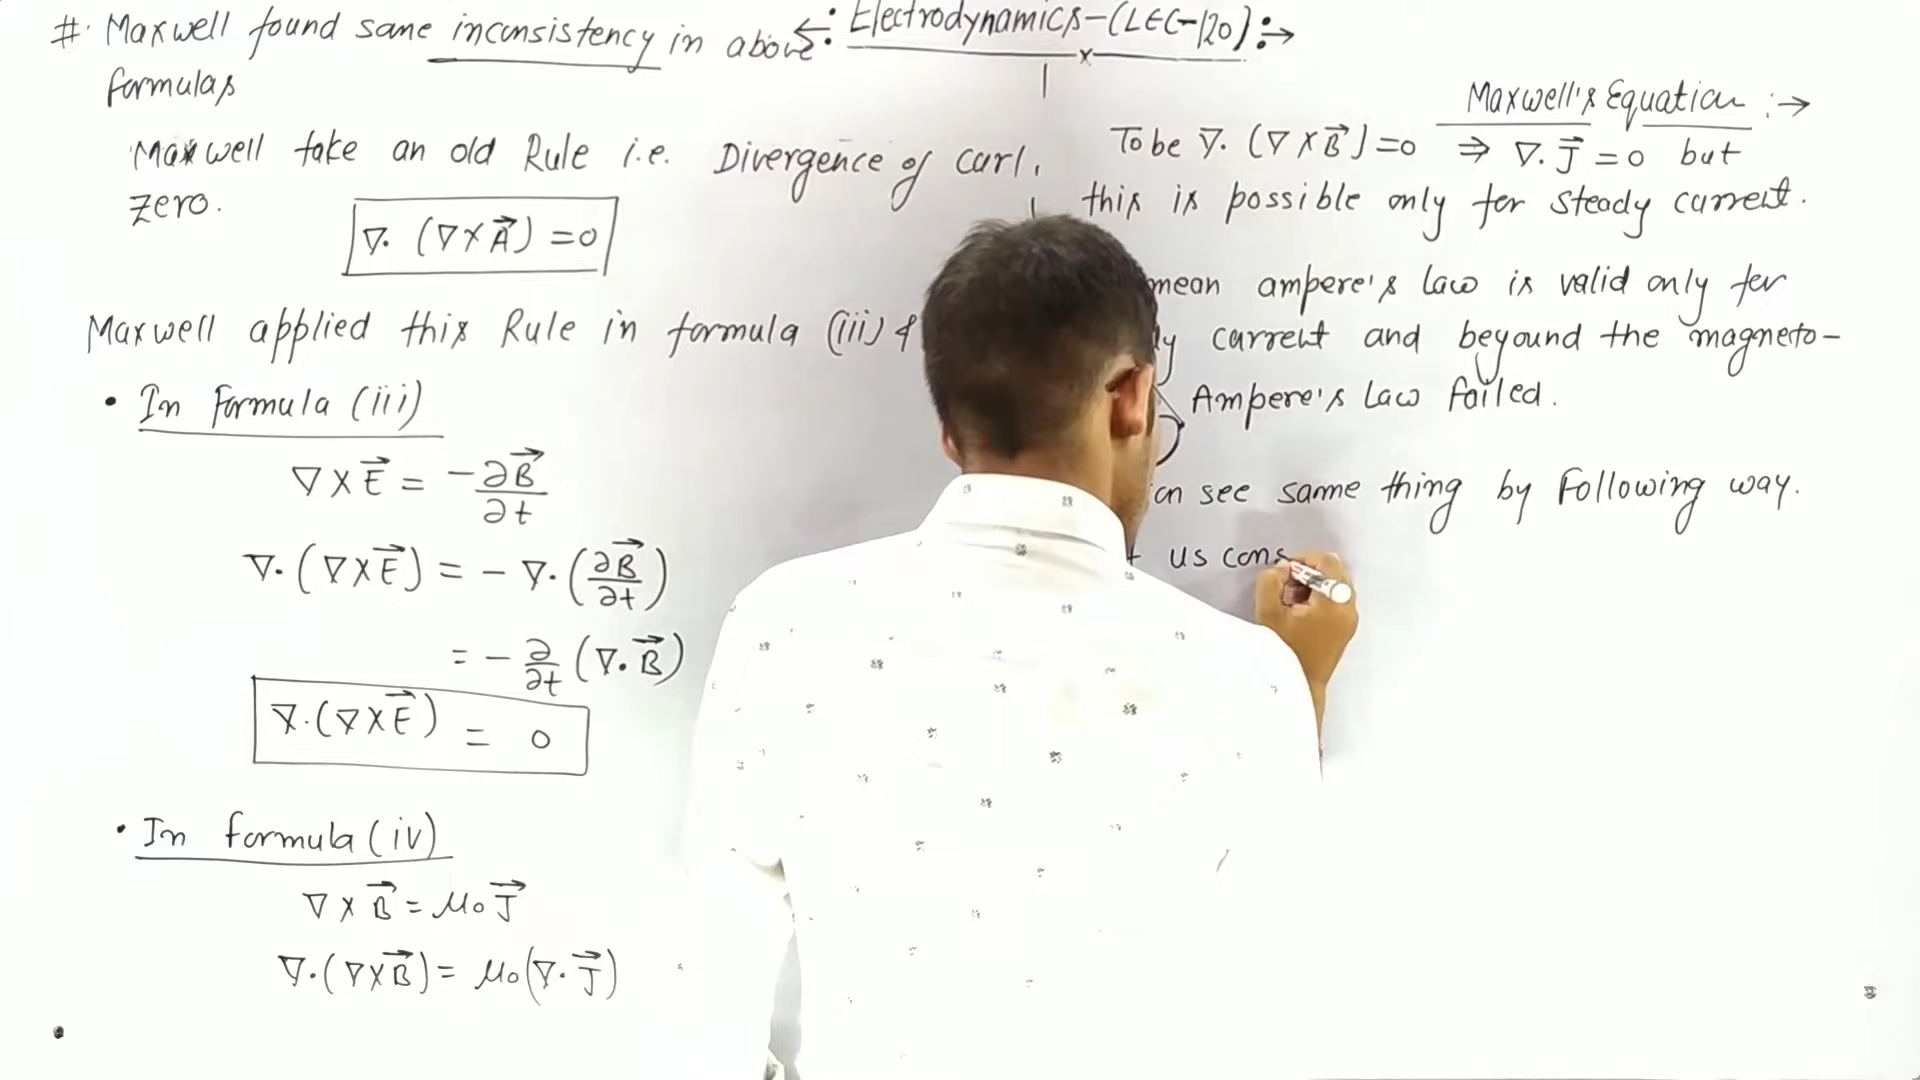 Electrodynamics-(LEC-120):→
#. Maxwell found some inconsistency in above
formulas
Maxwell take an old Rule i.e. Divergence of curl.
zero.
∇. (∇×A⃗) = 0
Maxwell applied this Rule in formula (iii) &
• In formula (iii)
∇×E⃗ = -∂B⃗/∂t
∇.(∇×E⃗) = -∇.(∂B⃗/∂t)
= -∂/∂t (∇.B⃗)
∇.(∇×E⃗) = 0
• In formula (iv)
∇×B⃗ = μ₀J⃗
∇.(∇×B⃗) = μ₀(∇.J⃗)
Maxwell's Equation :→
To be ∇.(∇×B⃗)=0 ⇒ ∇.J⃗ = 0 but
this is possible only for steady current.
mean ampere's law is valid only for
current and beyound the magneto-
Ampere's Law failed.
see same thing by following way.
us cons